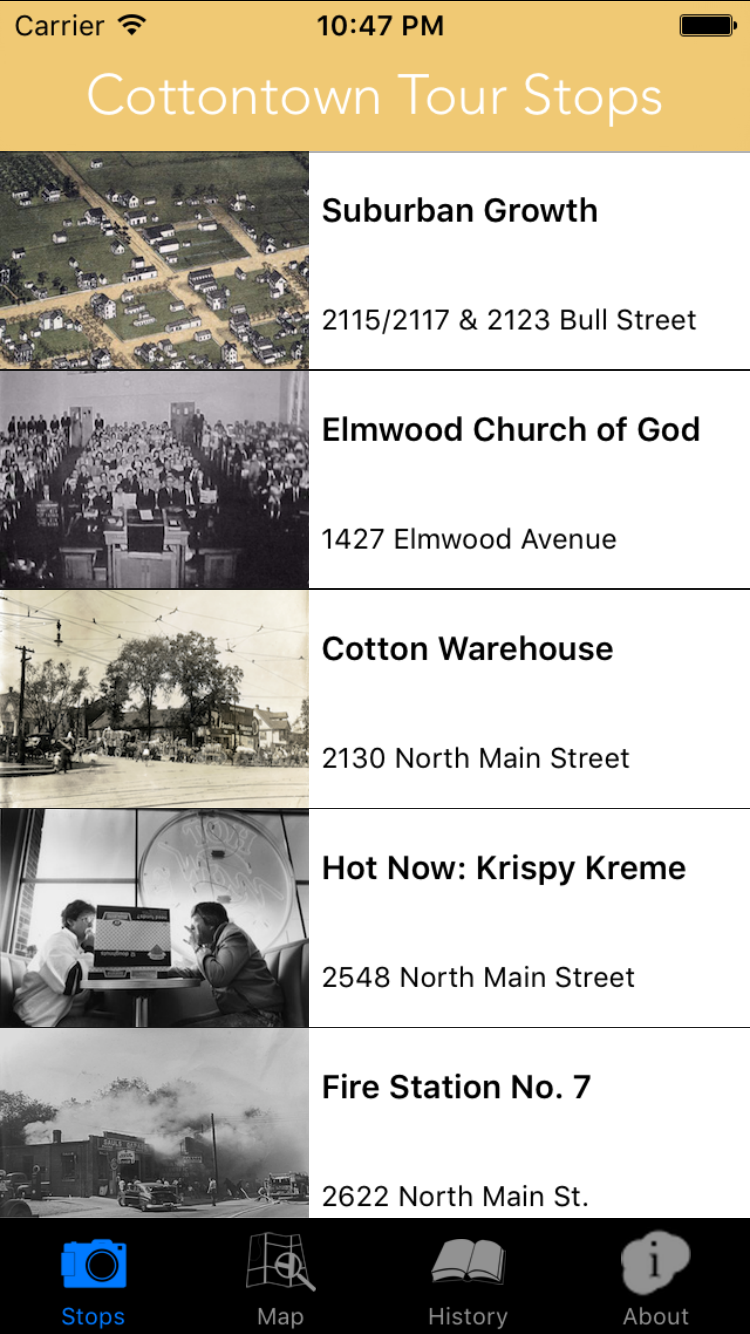 Carrier 10:47 PM
Cottontown Tour Stops
Suburban Growth
2115/2117 & 2123 Bull Street
Elmwood Church of God
1427 Elmwood Avenue
Cotton Warehouse
2130 North Main Street
HOT
NOW
Hot Now: Krispy Kreme
2548 North Main Street
Fire Station No. 7
2622 North Main St.
Stops Map History About